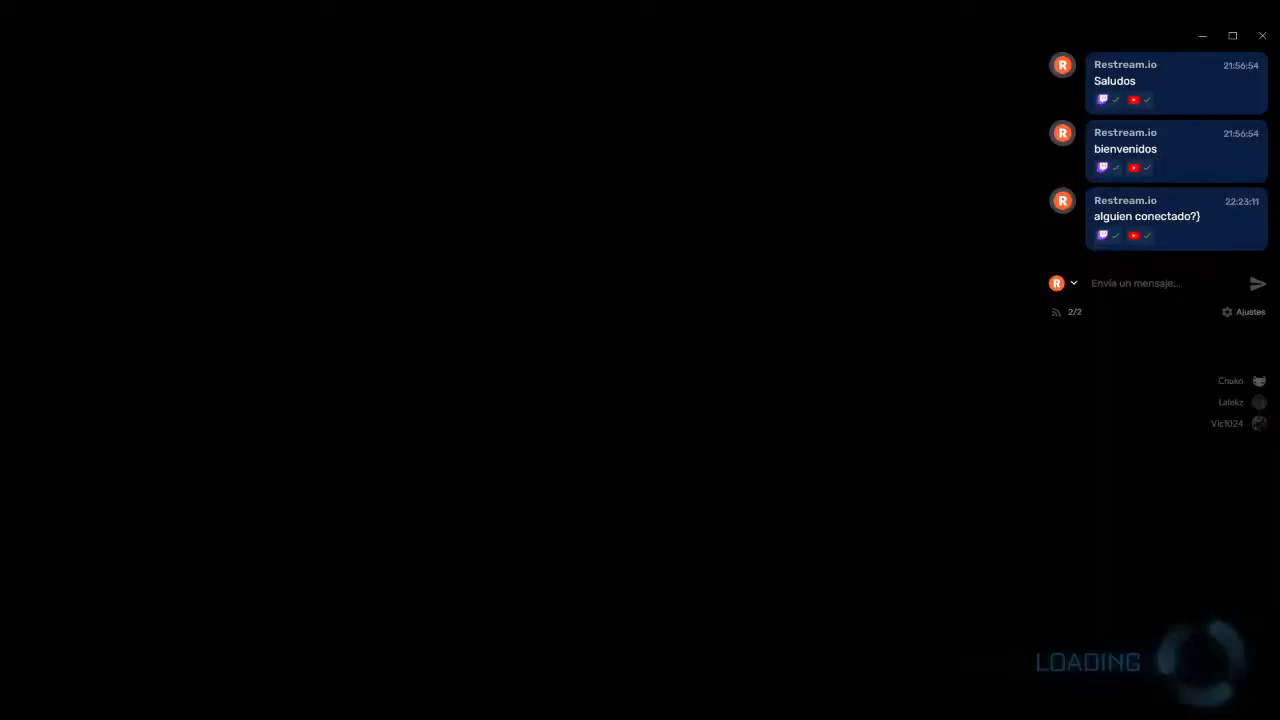 Restream.io 21:56:54
Saludos
Restream.io 21:56:54
bienvenidos
Restream.io 22:23:11
alguien conectado?}
Envía un mensaje...
2/2 Ajustes
Chuko
Lalekz
Vic1024
LOADING